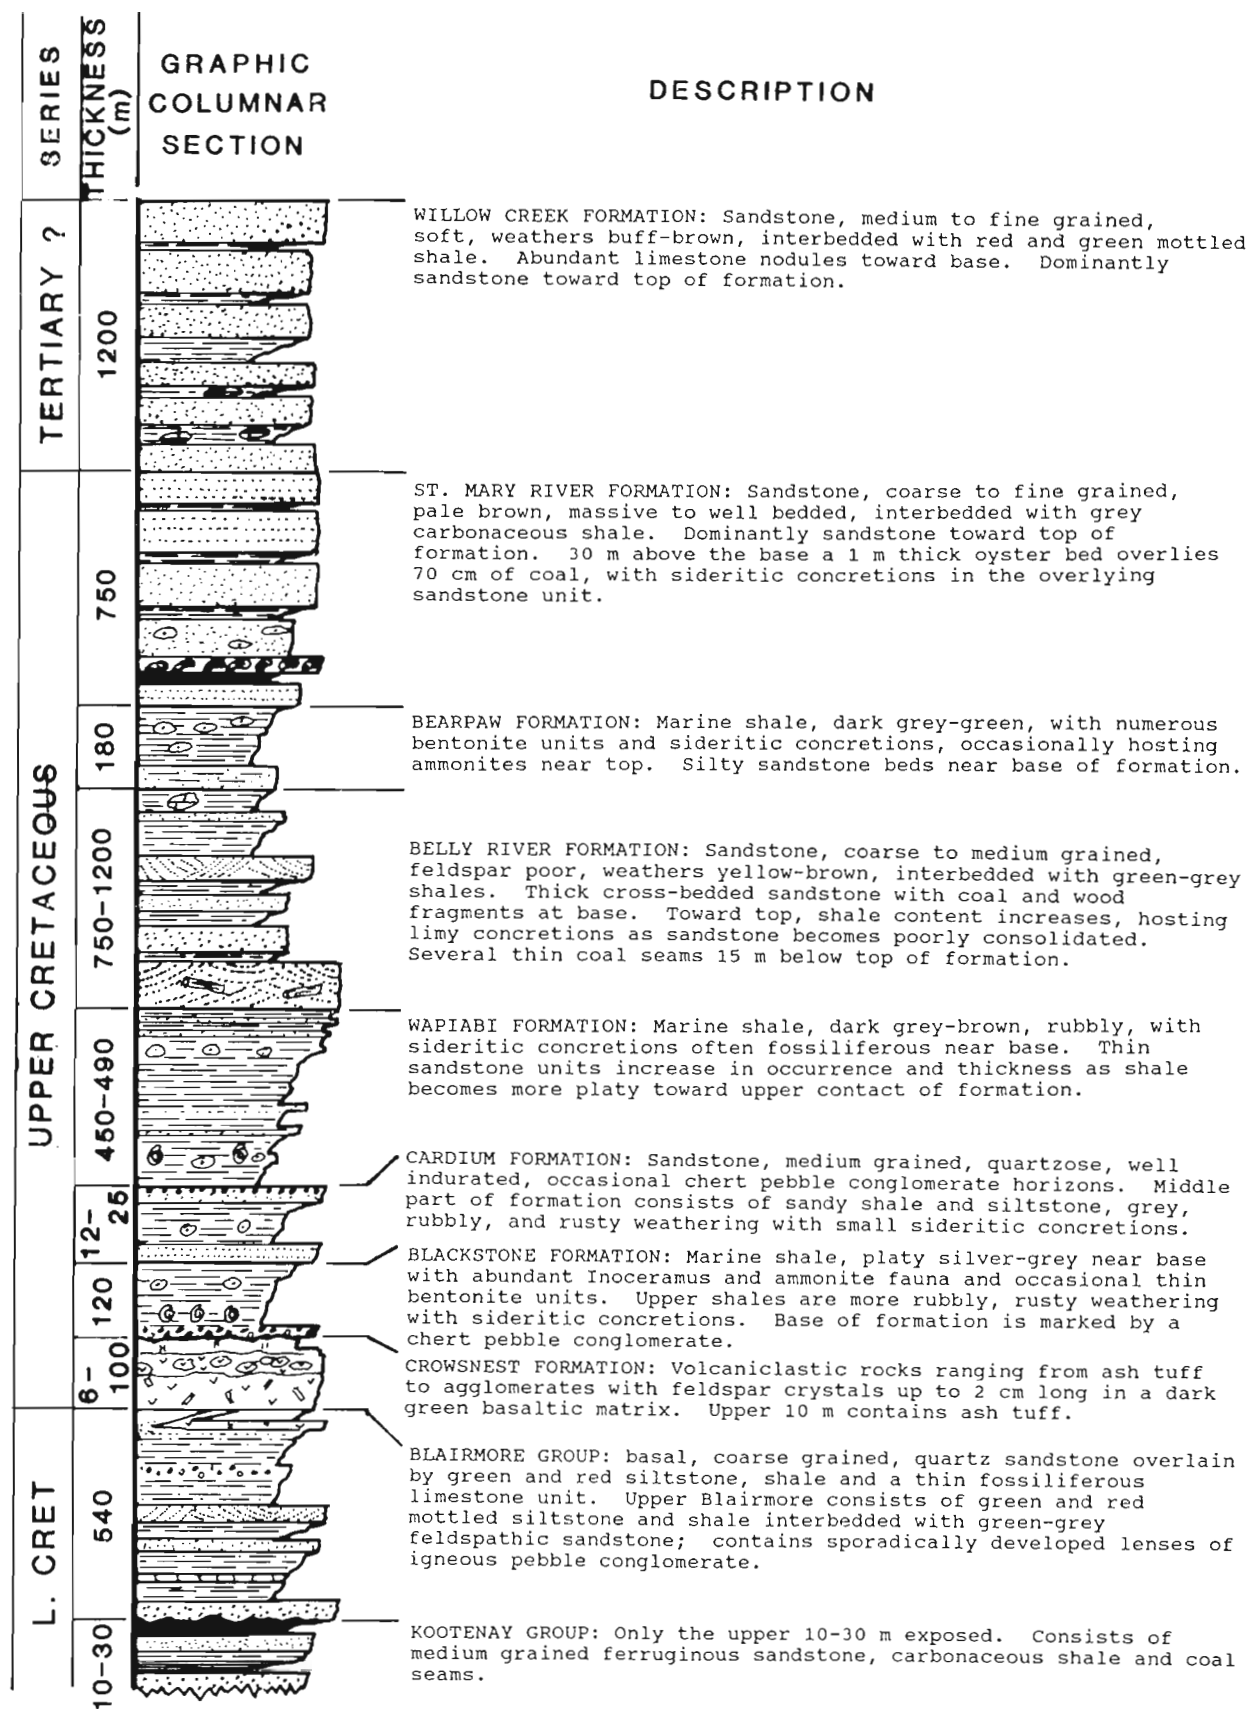 SERIES
THICKNESS
(m)
GRAPHIC
COLUMNAR
SECTION
DESCRIPTION
TERTIARY ?
1200
WILLOW CREEK FORMATION: Sandstone, medium to fine grained,
soft, weathers buff-brown, interbedded with red and green mottled
shale. Abundant limestone nodules toward base. Dominantly
sandstone toward top of formation.
UPPER CRETACEOUS
750
ST. MARY RIVER FORMATION: Sandstone, coarse to fine grained,
pale brown, massive to well bedded, interbedded with grey
carbonaceous shale. Dominantly sandstone toward top of
formation. 30 m above the base a 1 m thick oyster bed overlies
70 cm of coal, with sideritic concretions in the overlying
sandstone unit.
180
BEARPAW FORMATION: Marine shale, dark grey-green, with numerous
bentonite units and sideritic concretions, occasionally hosting
ammonites near top. Silty sandstone beds near base of formation.
750-1200
BELLY RIVER FORMATION: Sandstone, coarse to medium grained,
feldspar poor, weathers yellow-brown, interbedded with green-grey
shales. Thick cross-bedded sandstone with coal and wood
fragments at base. Toward top, shale content increases, hosting
limy concretions as sandstone becomes poorly consolidated.
Several thin coal seams 15 m below top of formation.
450-490
WAPIABI FORMATION: Marine shale, dark grey-brown, rubbly, with
sideritic concretions often fossiliferous near base. Thin
sandstone units increase in occurrence and thickness as shale
becomes more platy toward upper contact of formation.
12-
25
CARDIUM FORMATION: Sandstone, medium grained, quartzose, well
indurated, occasional chert pebble conglomerate horizons. Middle
part of formation consists of sandy shale and siltstone, grey,
rubbly, and rusty weathering with small sideritic concretions.
120
BLACKSTONE FORMATION: Marine shale, platy silver-grey near base
with abundant Inoceramus and ammonite fauna and occasional thin
bentonite units. Upper shales are more rubbly, rusty weathering
with sideritic concretions. Base of formation is marked by a
chert pebble conglomerate.
6-
100
CROWSNEST FORMATION: Volcaniclastic rocks ranging from ash tuff
to agglomerates with feldspar crystals up to 2 cm long in a dark
green basaltic matrix. Upper 10 m contains ash tuff.
L. CRET
540
BLAIRMORE GROUP: basal, coarse grained, quartz sandstone overlain
by green and red siltstone, shale and a thin fossiliferous
limestone unit. Upper Blairmore consists of green and red
mottled siltstone and shale interbedded with green-grey
feldspathic sandstone; contains sporadically developed lenses of
igneous pebble conglomerate.
10-30
KOOTENAY GROUP: Only the upper 10-30 m exposed. Consists of
medium grained ferruginous sandstone, carbonaceous shale and coal
seams.